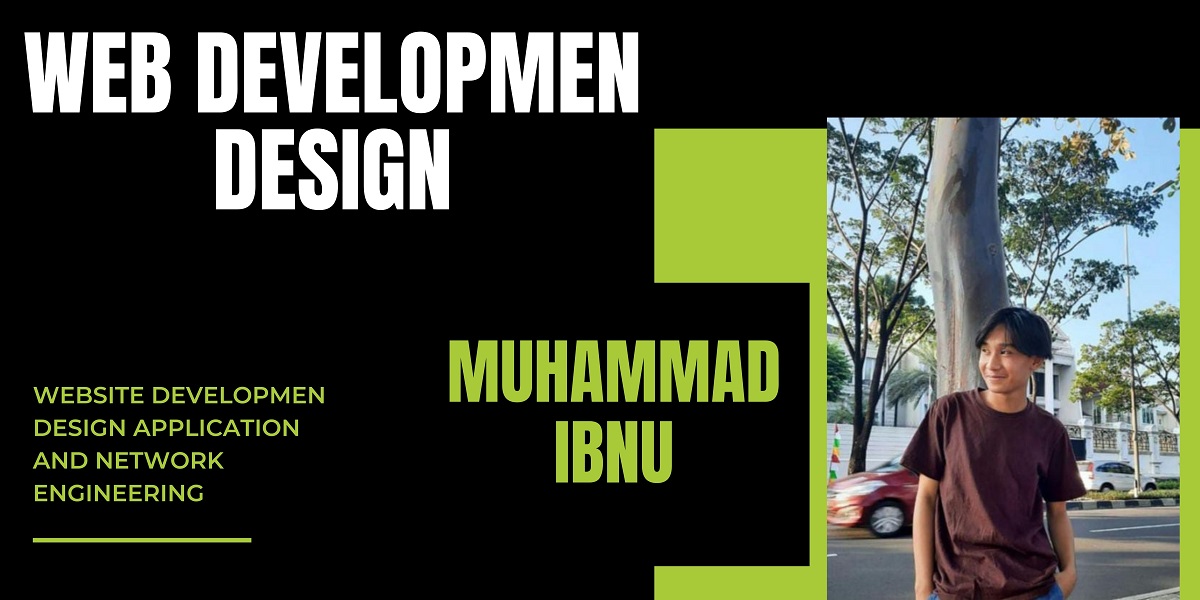 WEB DEVELOPMEN
DESIGN
MUHAMMAD
IBNU
WEBSITE DEVELOPMEN
DESIGN APPLICATION
AND NETWORK
ENGINEERING